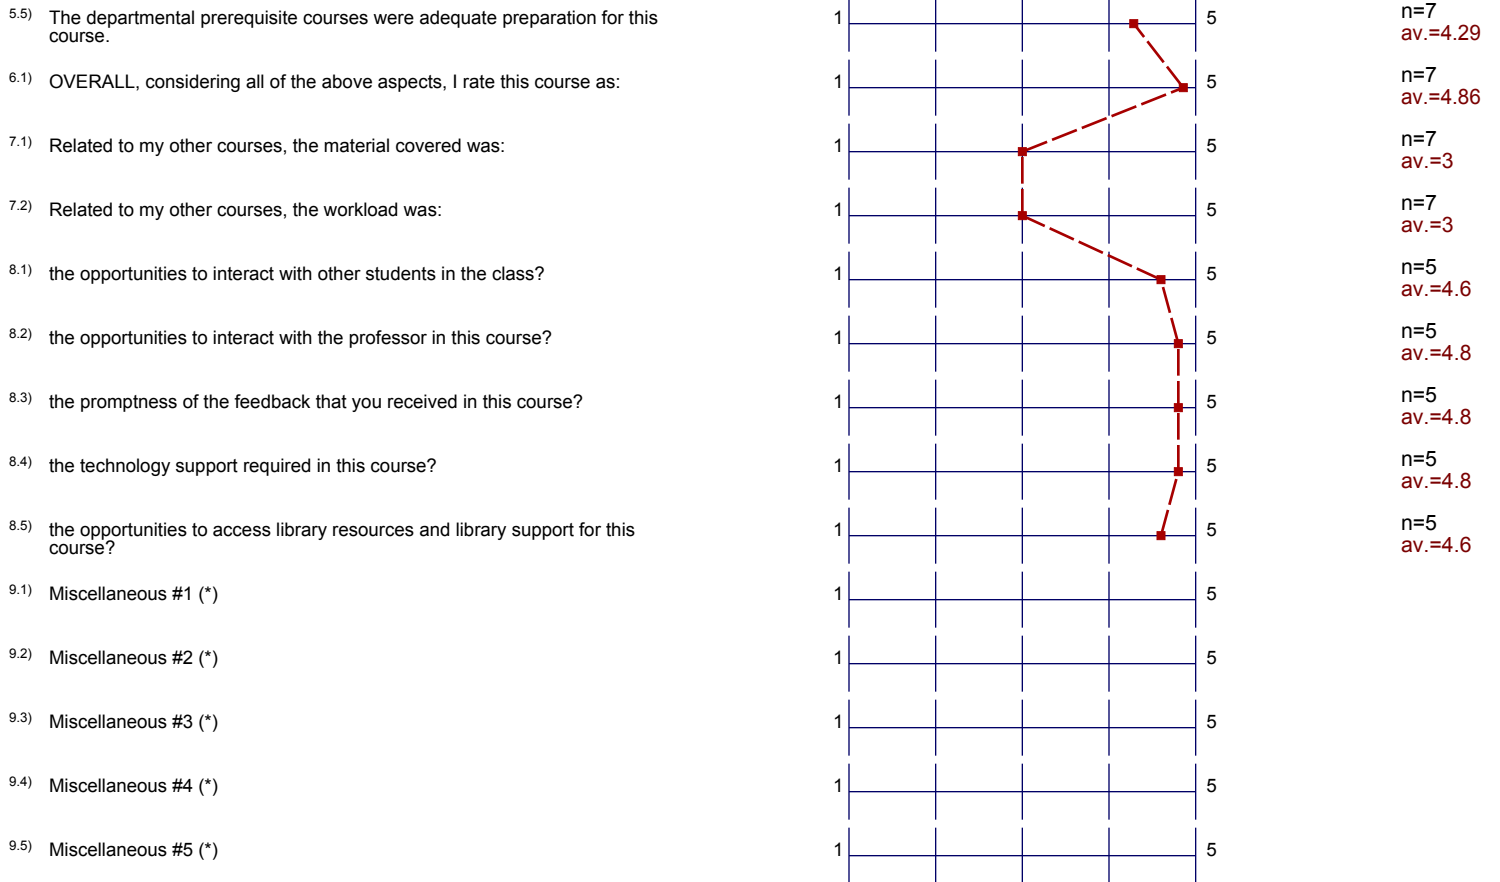 5.5) The departmental prerequisite courses were adequate preparation for this
course.
1 5
n=7
av.=4.29
6.1) OVERALL, considering all of the above aspects, I rate this course as:
1 5
n=7
av.=4.86
7.1) Related to my other courses, the material covered was:
1 5
n=7
av.=3
7.2) Related to my other courses, the workload was:
1 5
n=7
av.=3
8.1) the opportunities to interact with other students in the class?
1 5
n=5
av.=4.6
8.2) the opportunities to interact with the professor in this course?
1 5
n=5
av.=4.8
8.3) the promptness of the feedback that you received in this course?
1 5
n=5
av.=4.8
8.4) the technology support required in this course?
1 5
n=5
av.=4.8
8.5) the opportunities to access library resources and library support for this
course?
1 5
n=5
av.=4.6
9.1) Miscellaneous #1 (*)
1 5
9.2) Miscellaneous #2 (*)
1 5
9.3) Miscellaneous #3 (*)
1 5
9.4) Miscellaneous #4 (*)
1 5
9.5) Miscellaneous #5 (*)
1 5